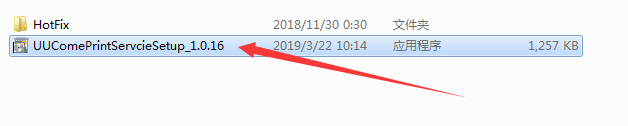 HotFix 2018/11/30 0:30 文件夹
UUComePrintServcieSetup_1.0.16 2019/3/22 10:14 应用程序 1,257 KB